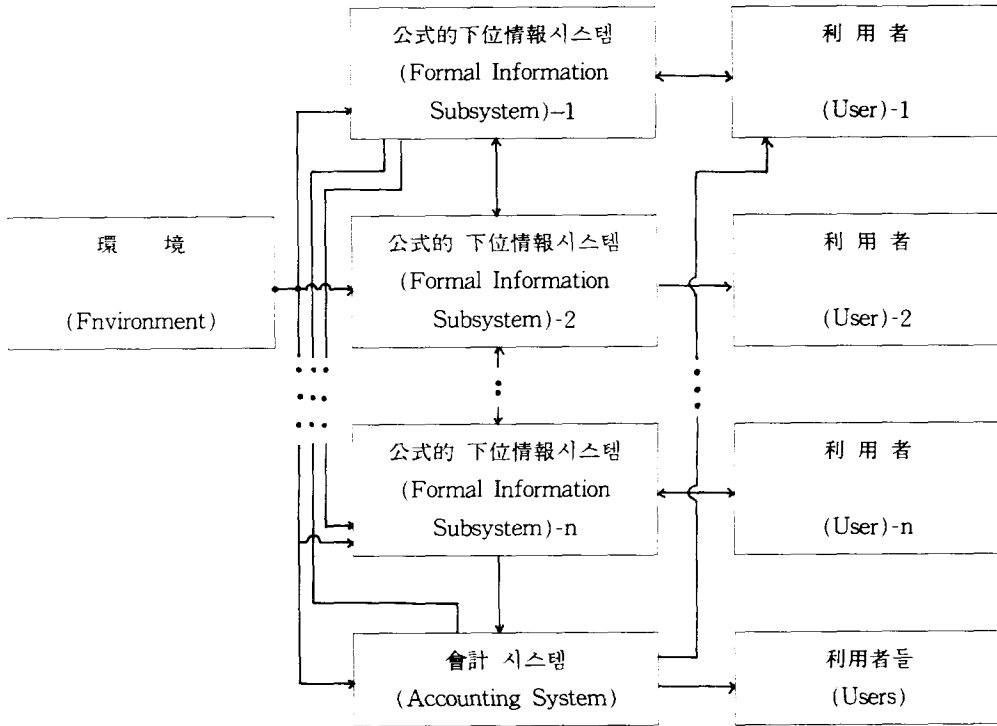 公式的下位情報시스템
(Formal Information
Subsystem)-1
利 用 者
(User)-1
環 境
(Fnvironment)
公式的 下位情報시스템
(Formal Information
Subsystem)-2
利 用 者
(User)-2
公式的 下位情報시스템
(Formal Information
Subsystem)-n
利 用 者
(User)-n
會計 시스템
(Accounting System)
利用者들
(Users)